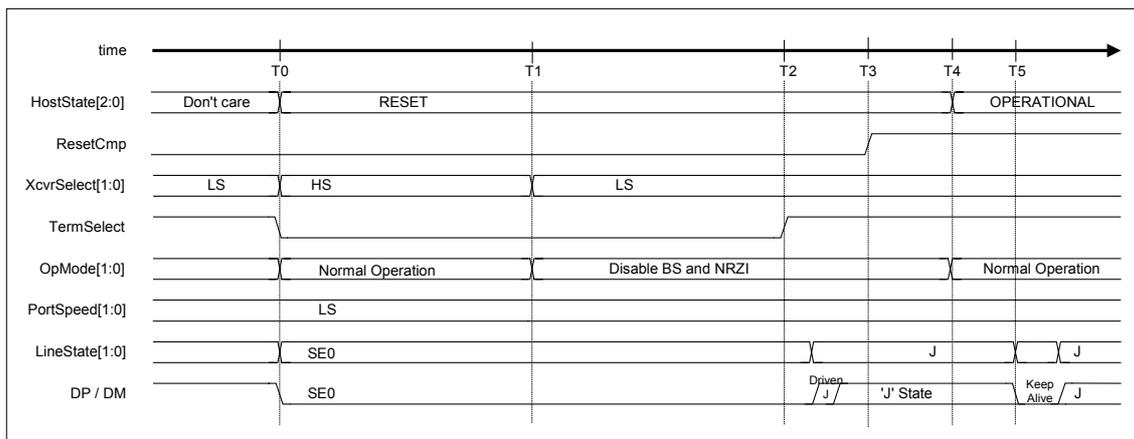 time
T0 T1 T2 T3 T4 T5
HostState[2:0] Don't care RESET OPERATIONAL
ResetCmp
XcvrSelect[1:0] LS HS LS
TermSelect
OpMode[1:0] Normal Operation Disable BS and NRZI Normal Operation
PortSpeed[1:0] LS
LineState[1:0] SE0 J J
DP / DM SE0 Driven J 'J' State Keep Alive J